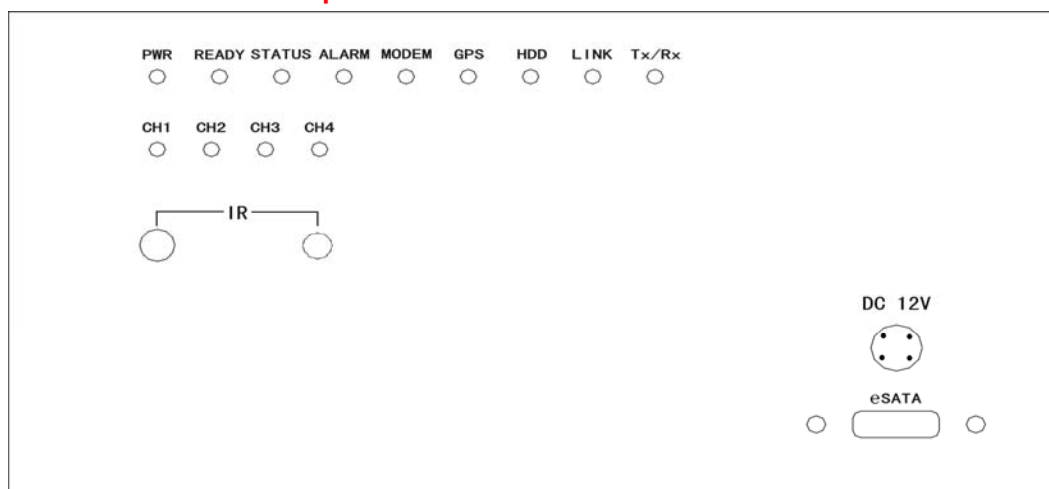 PWR READY STATUS ALARM MODEM GPS HDD LINK Tx/Rx
CH1 CH2 CH3 CH4
IR
DC 12V
eSATA